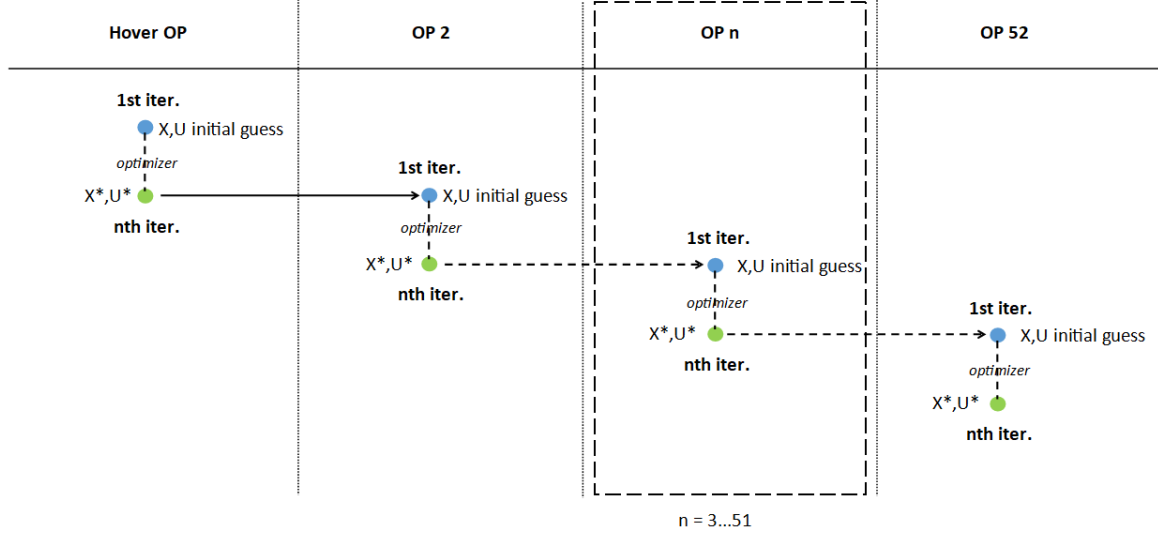 Hover OP
OP 2
OP n
OP 52
1st iter.
X,U initial guess
optimizer
X*,U*
nth iter.
1st iter.
X,U initial guess
optimizer
X*,U*
nth iter.
1st iter.
X,U initial guess
optimizer
X*,U*
nth iter.
1st iter.
X,U initial guess
optimizer
X*,U*
nth iter.
n = 3...51